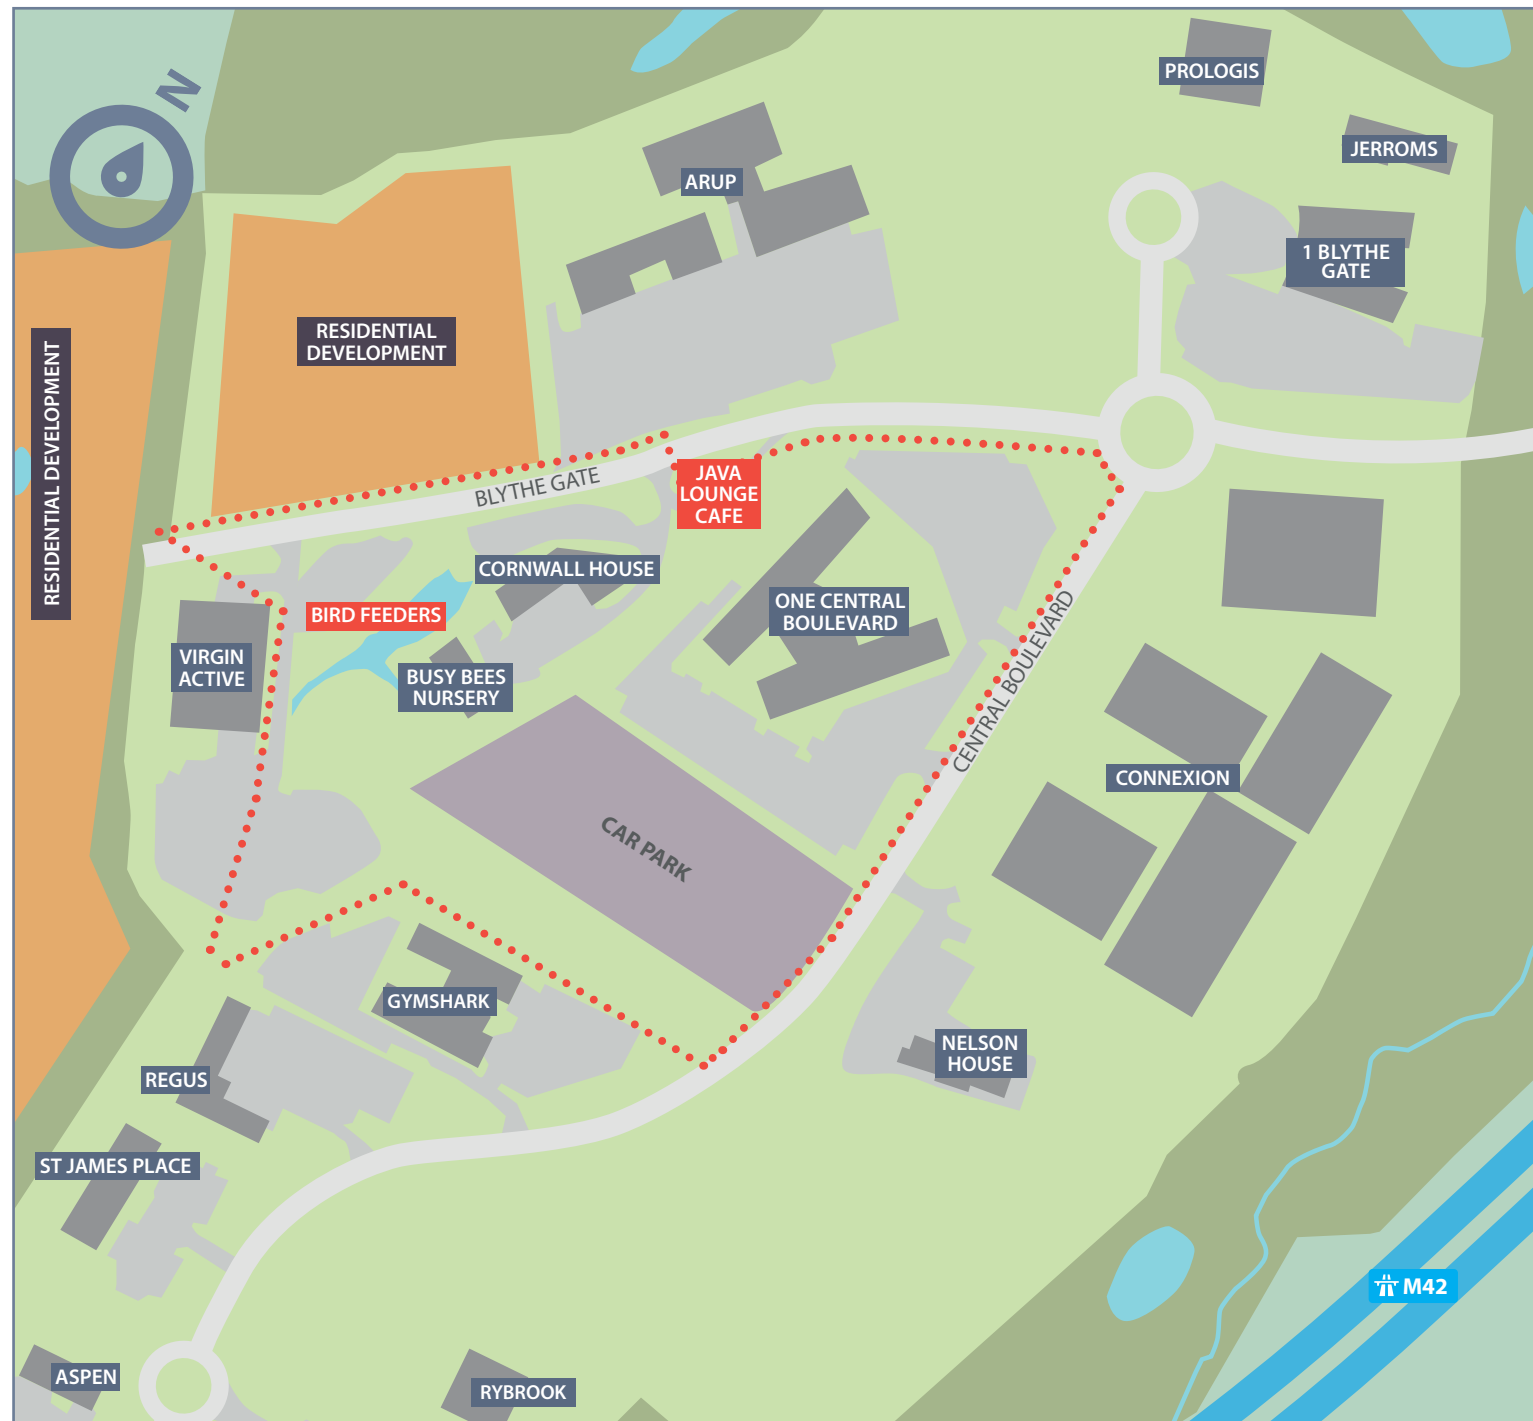 N
PROLOGIS
JERROMS
ARUP
1 BLYTHE
GATE
RESIDENTIAL
DEVELOPMENT
RESIDENTIAL DEVELOPMENT
BLYTHE GATE
JAVA
LOUNGE
CAFE
CORNWALL HOUSE
BIRD FEEDERS
ONE CENTRAL
BOULEVARD
VIRGIN
ACTIVE
BUSY BEES
NURSERY
CENTRAL BOULEVARD
CONNEXION
CAR PARK
GYMSHARK
NELSON
HOUSE
REGUS
ST JAMES PLACE
M42
ASPEN
RYBROOK